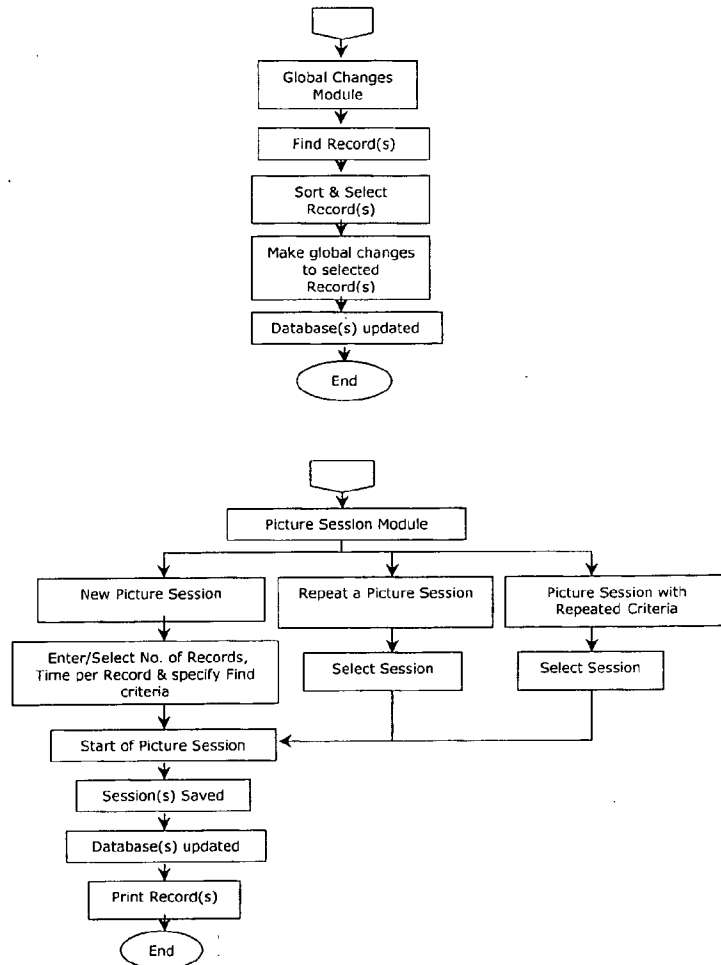 Global Changes
Module
Find Record(s)
Sort & Select
Record(s)
Make global changes
to selected
Record(s)
Database(s) updated
End
Picture Session Module
New Picture Session
Repeat a Picture Session
Picture Session with
Repeated Criteria
Enter/Select No. of Records,
Time per Record & specify Find
criteria
Select Session
Select Session
Start of Picture Session
Session(s) Saved
Database(s) updated
Print Record(s)
End